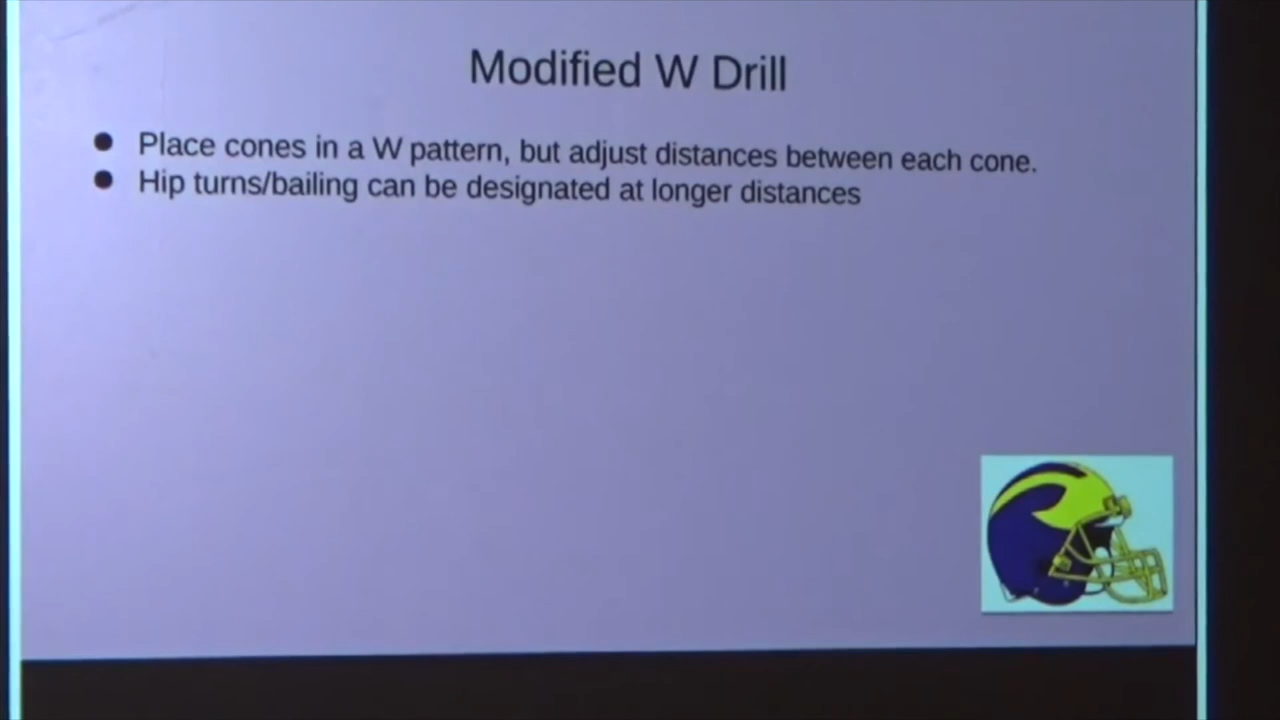 Modified W Drill
● Place cones in a W pattern, but adjust distances between each cone.
● Hip turns/bailing can be designated at longer distances